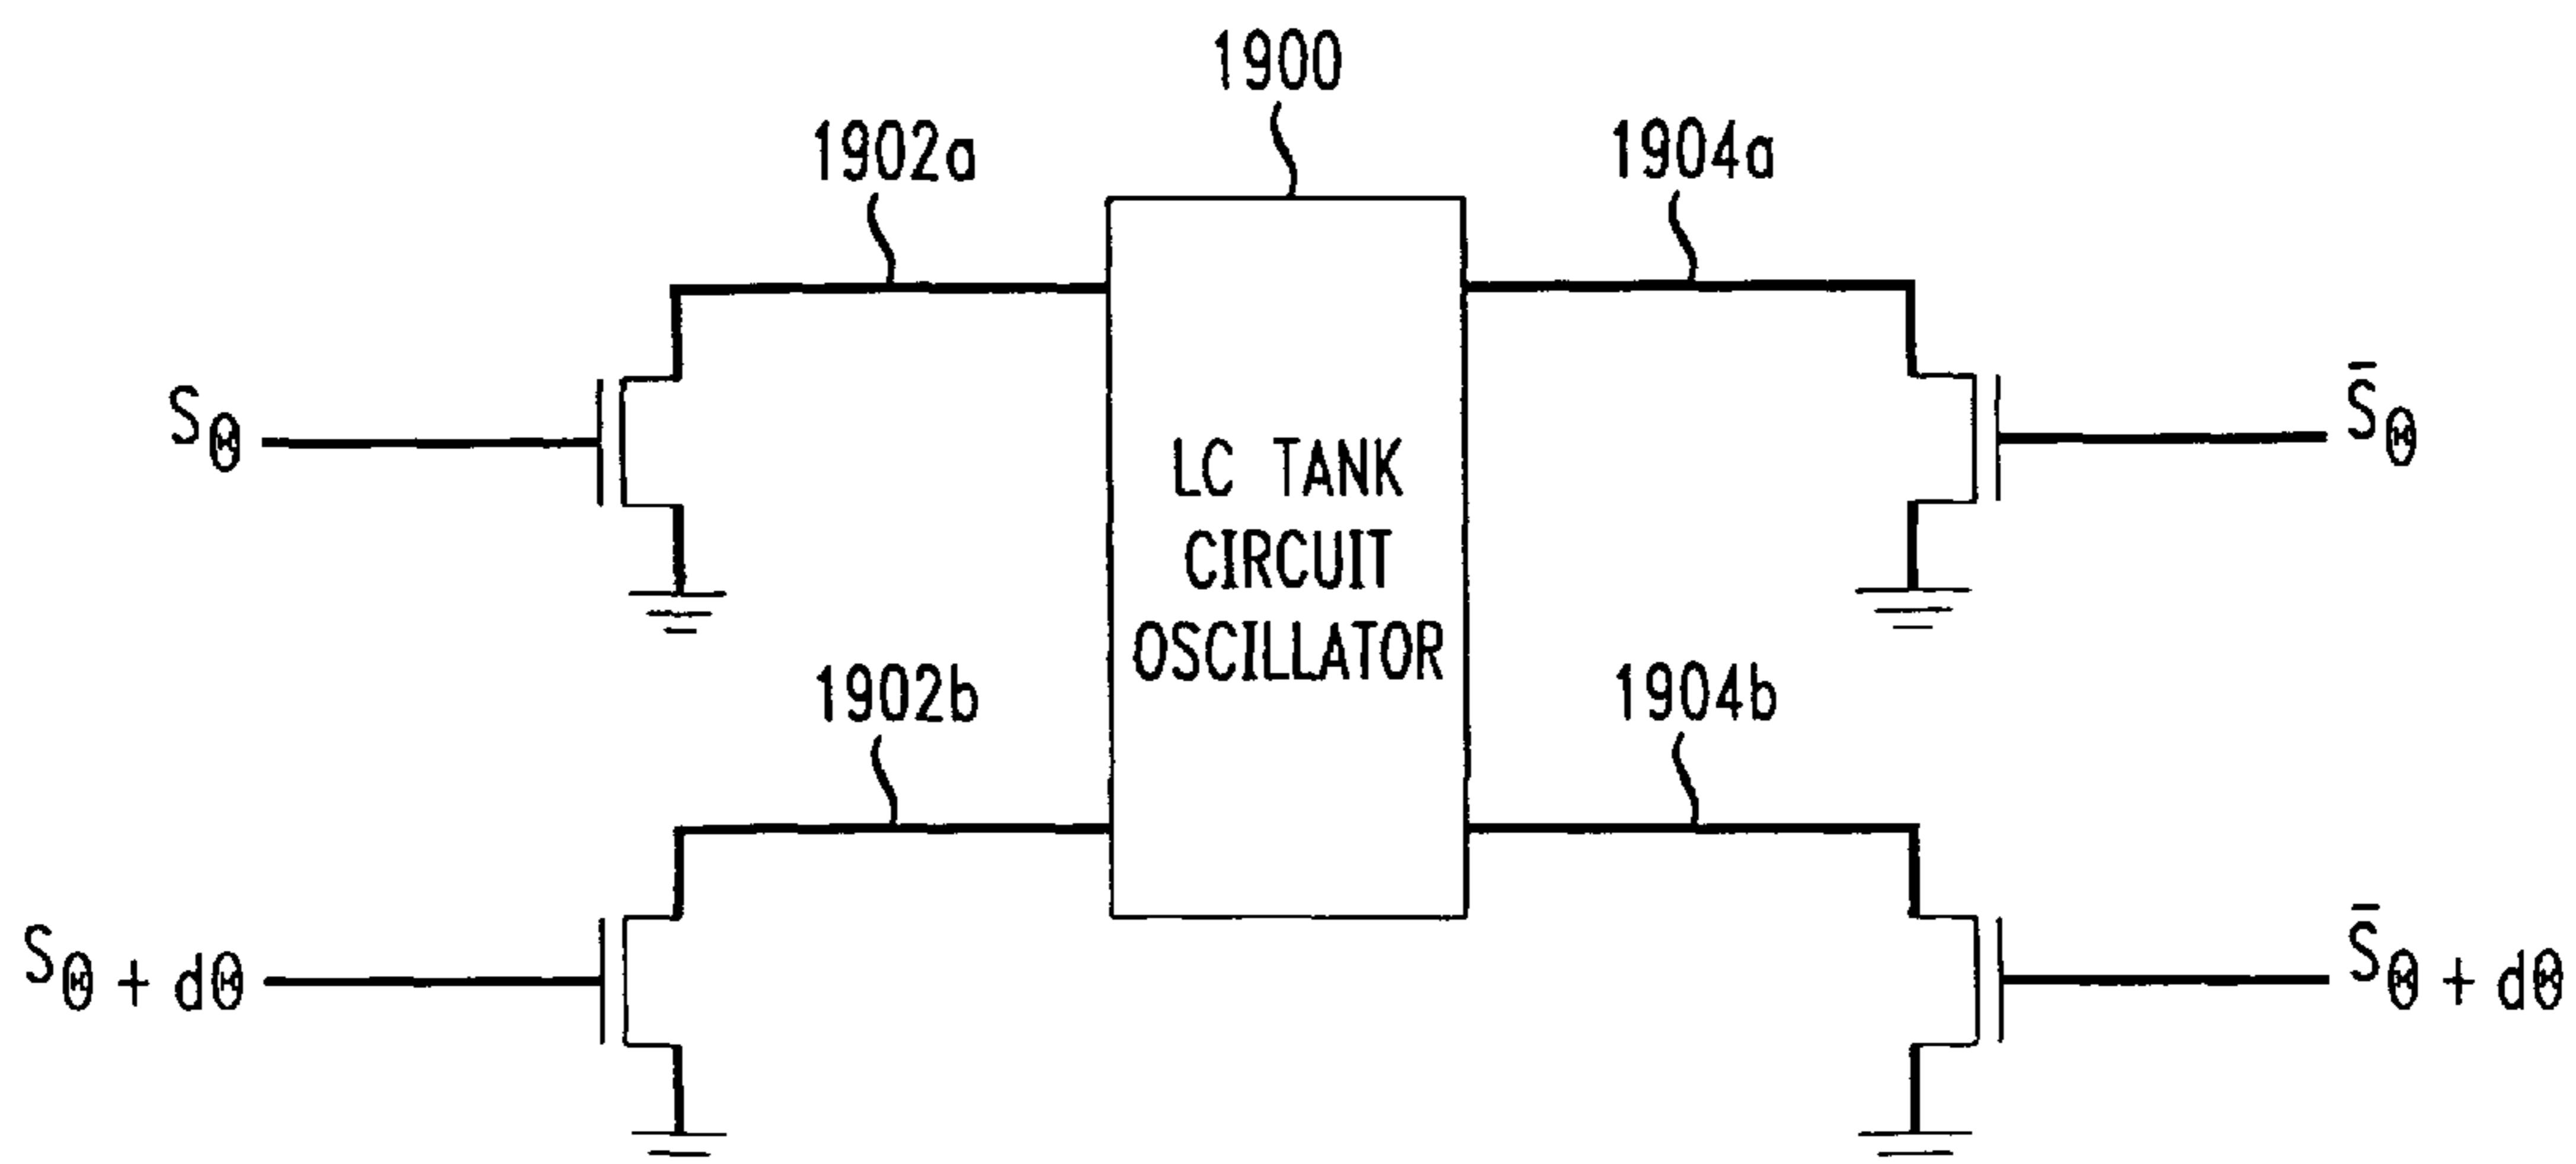 1900
1902a
1904a
S_Θ
S̄_Θ
LC TANK
CIRCUIT
OSCILLATOR
1902b
1904b
S_Θ + dΘ
S̄_Θ + dΘ